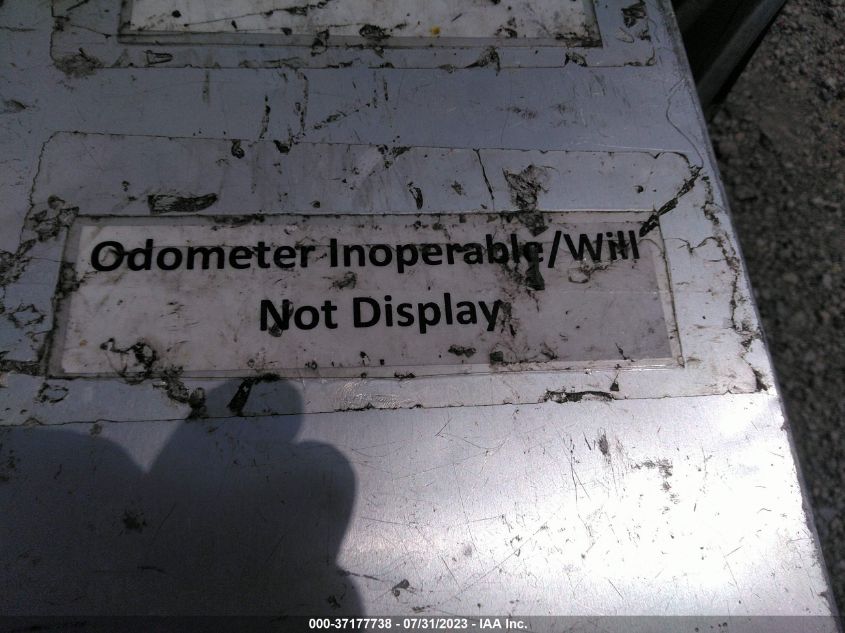 Odometer Inoperable/Will
Not Display
000-37177738 - 07/31/2023 - IAA Inc.